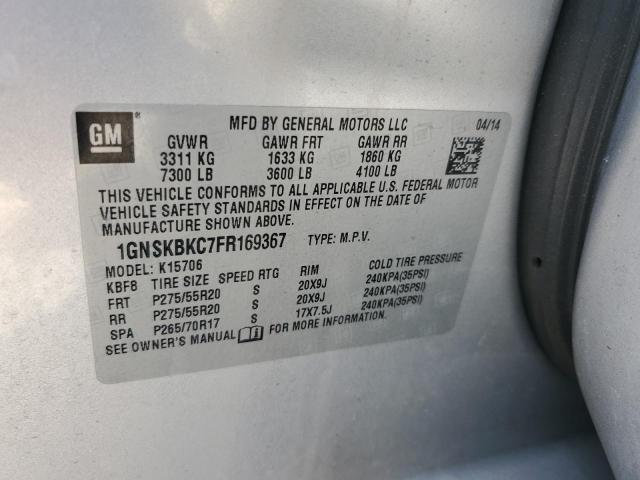 GM®
MFD BY GENERAL MOTORS LLC 04/14
GVWR GAWR FRT GAWR RR
3311 KG 1633 KG 1860 KG
7300 LB 3600 LB 4100 LB
THIS VEHICLE CONFORMS TO ALL APPLICABLE U.S. FEDERAL MOTOR
VEHICLE SAFETY STANDARDS IN EFFECT ON THE DATE OF
MANUFACTURE SHOWN ABOVE.
1GNSKBKC7FR169367 TYPE: M.P.V.
MODEL: K15706
KBF8 TIRE SIZE SPEED RTG RIM COLD TIRE PRESSURE
FRT P275/55R20 S 20X9J 240KPA(35PSI)
RR P275/55R20 S 20X9J 240KPA(35PSI)
SPA P265/70R17 S 17X7.5J 240KPA(35PSI)
SEE OWNER'S MANUAL FOR MORE INFORMATION.